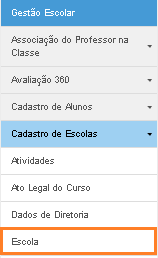 Gestão Escolar
Associação do Professor na
Classe
Avaliação 360
Cadastro de Alunos
Cadastro de Escolas
Atividades
Ato Legal do Curso
Dados de Diretoria
Escola